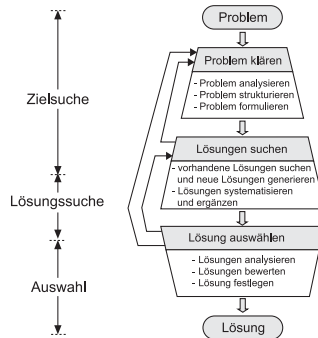 Problem
Problem klären
- Problem analysieren
- Problem strukturieren
- Problem formulieren
Zielsuche
Lösungen suchen
- vorhandene Lösungen suchen
und neue Lösungen generieren
- Lösungen systematisieren
und ergänzen
Lösungssuche
Lösung auswählen
- Lösungen analysieren
- Lösungen bewerten
- Lösung festlegen
Auswahl
Lösung